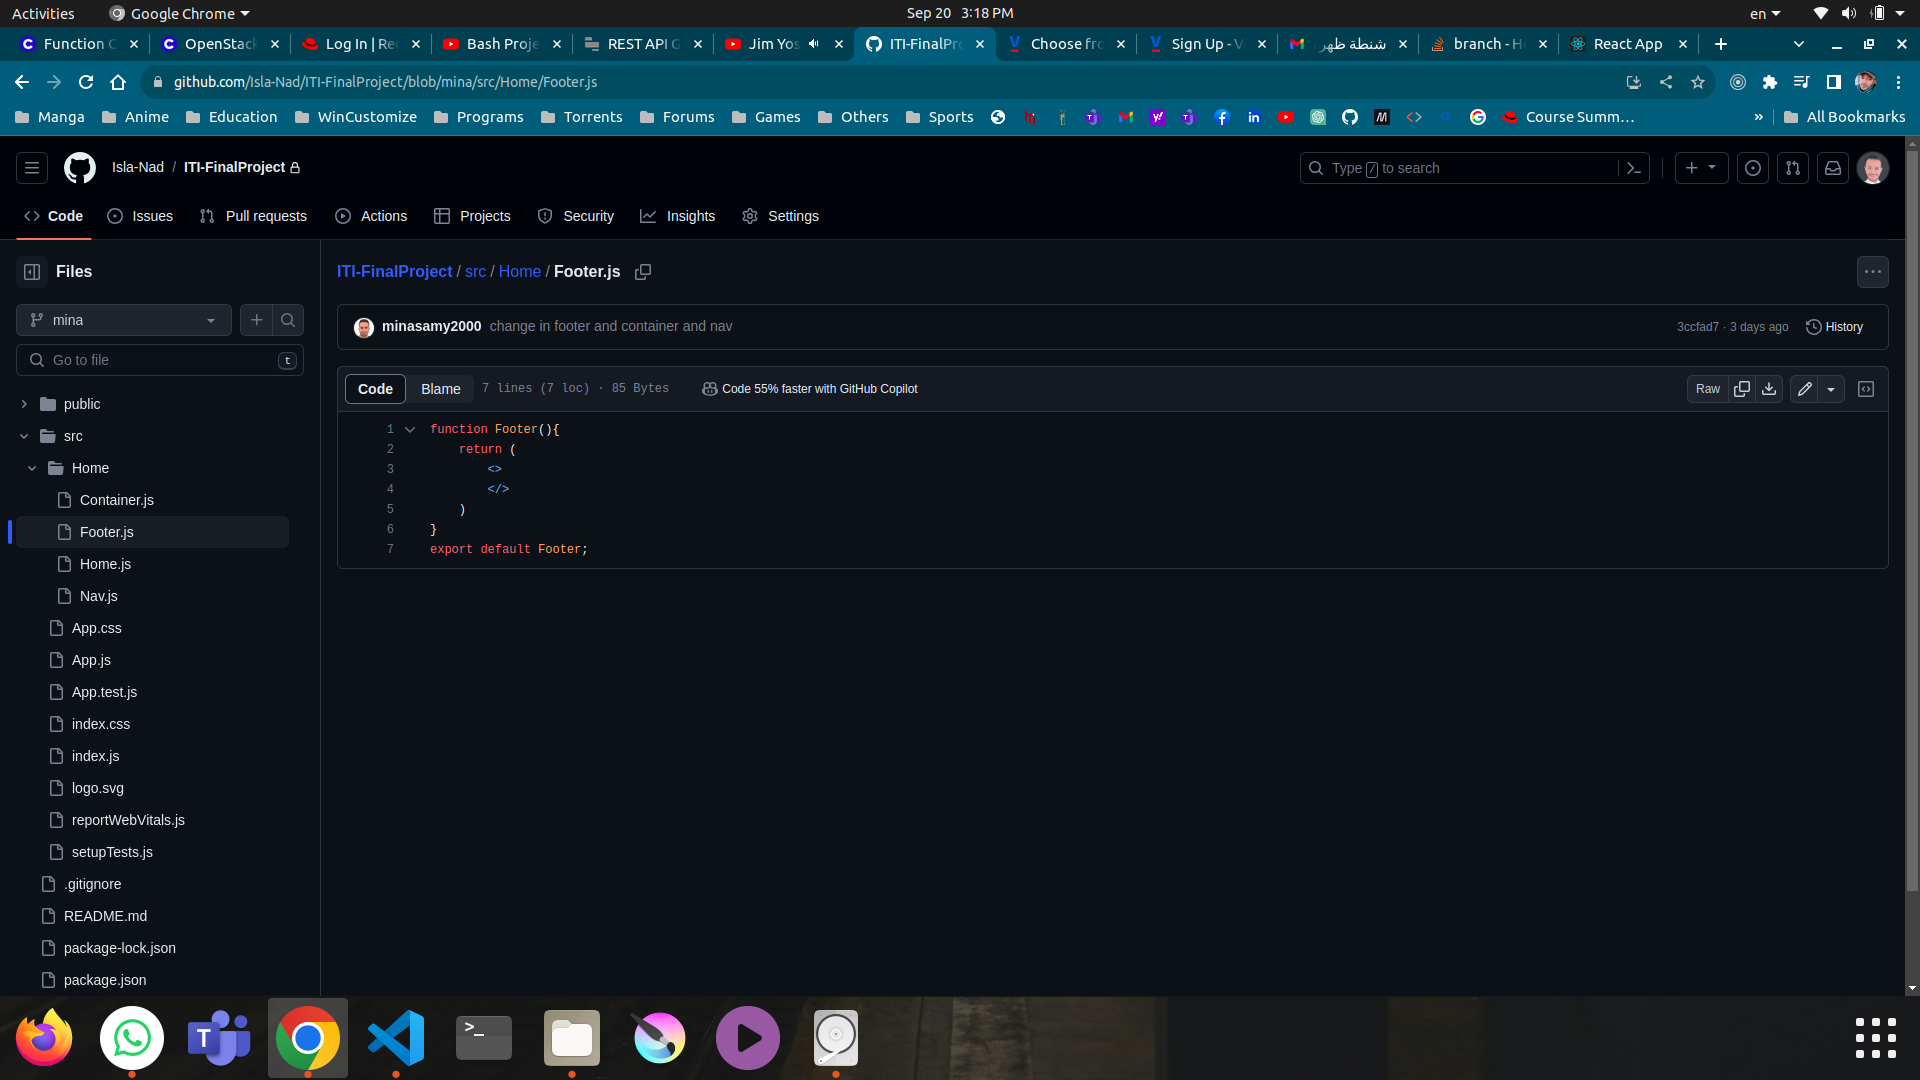 Activities Google Chrome Sep 20 3:18 PM en
Function C OpenStack Log In | Red Bash Proje REST API G Jim Yos ITI-FinalPro Choose fro Sign Up - V شنطة ظهر branch - H React App
github.com/Isla-Nad/ITI-FinalProject/blob/mina/src/Home/Footer.js
Manga Anime Education WinCustomize Programs Torrents Forums Games Others Sports Course Summ… » All Bookmarks
Isla-Nad / ITI-FinalProject Type / to search
Code Issues Pull requests Actions Projects Security Insights Settings
Files
ITI-FinalProject / src / Home / Footer.js
mina
minasamy2000 change in footer and container and nav 3ccfad7 · 3 days ago History
Go to file t
Code Blame 7 lines (7 loc) · 85 Bytes Code 55% faster with GitHub Copilot Raw
public
src
Home
Container.js
Footer.js
Home.js
Nav.js
App.css
App.js
App.test.js
index.css
index.js
logo.svg
reportWebVitals.js
setupTests.js
.gitignore
README.md
package-lock.json
package.json
1 function Footer(){
2 return (
3 <>
4 </>
5 )
6 }
7 export default Footer;